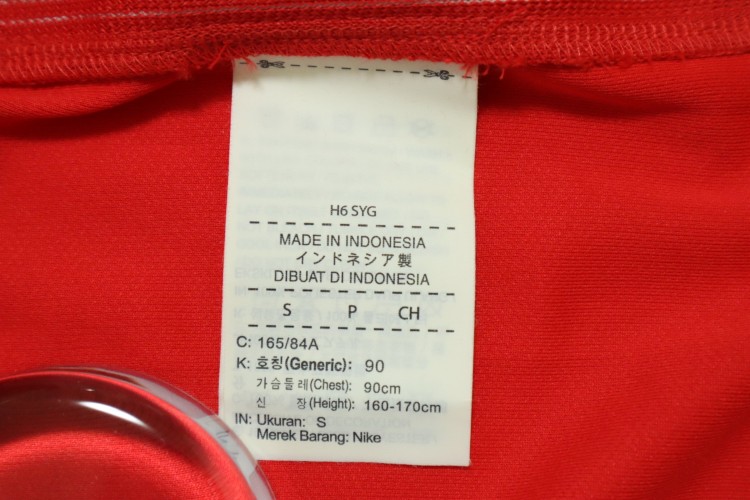 H6 SYG
MADE IN INDONESIA
インドネシア製
DIBUAT DI INDONESIA
S P CH
C: 165/84A
K: 호칭(Generic): 90
가슴둘레(Chest): 90cm
신 장(Height): 160-170cm
IN: Ukuran: S
Merek Barang: Nike